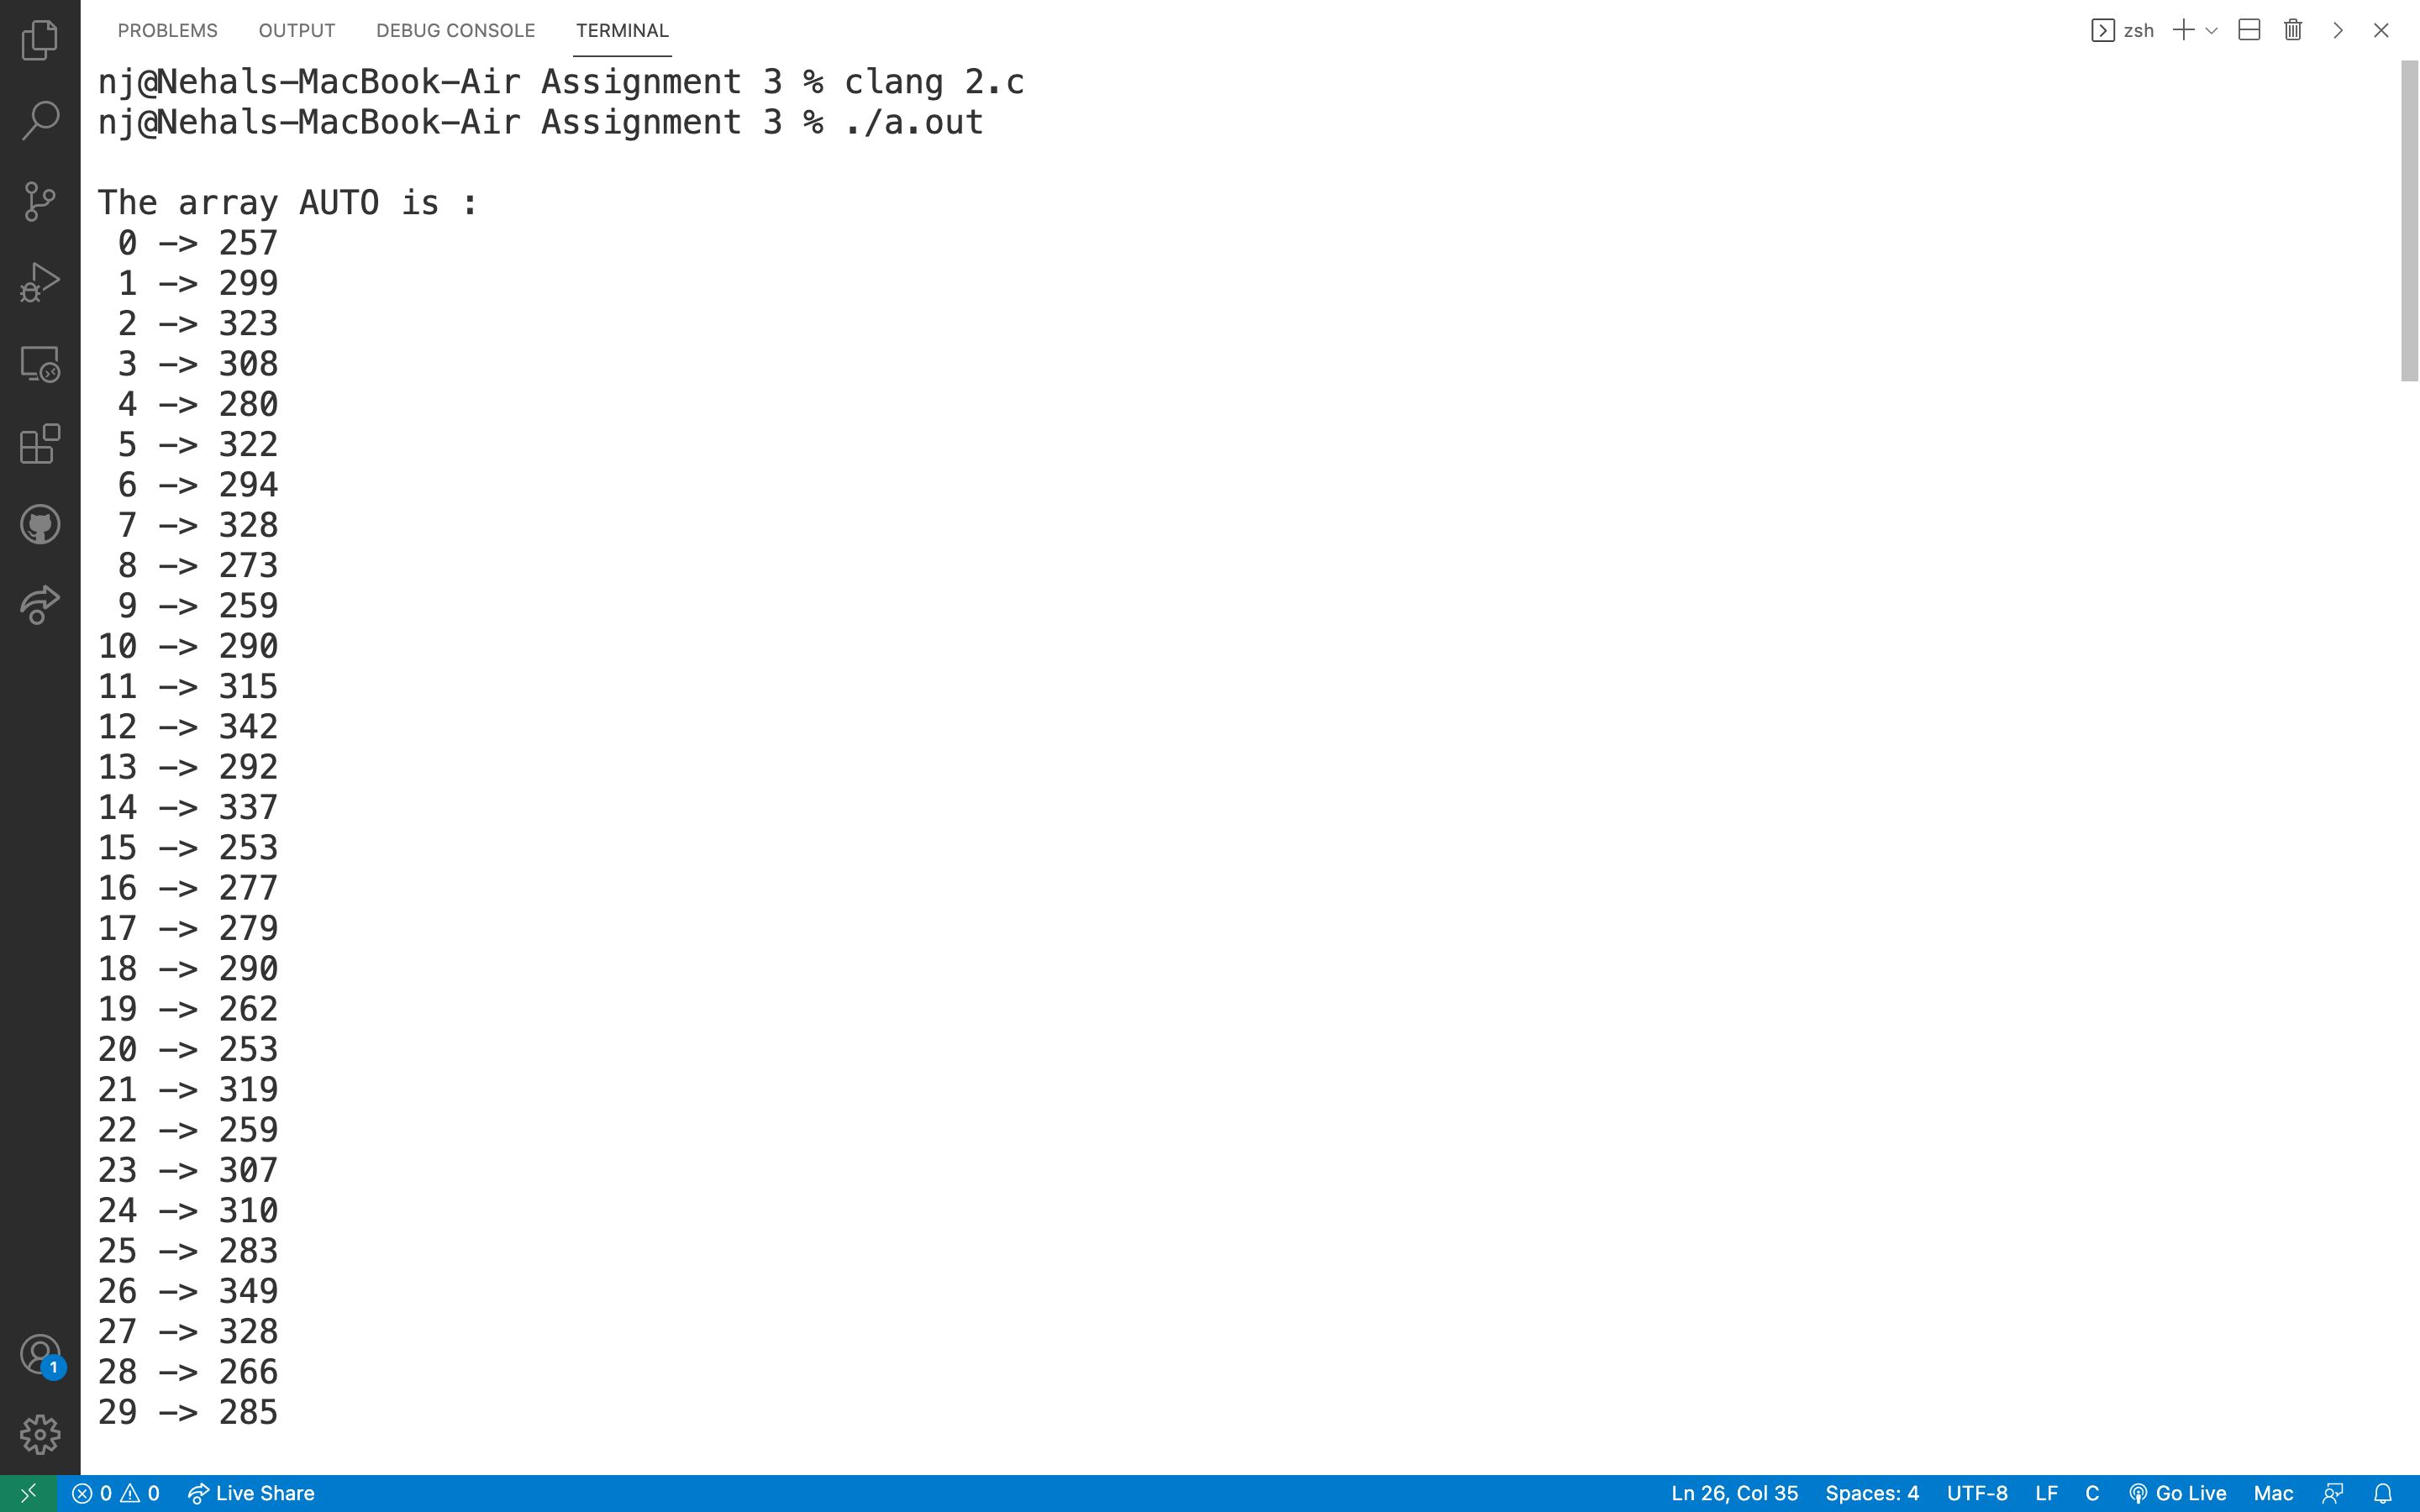 PROBLEMS OUTPUT DEBUG CONSOLE TERMINAL zsh
nj@Nehals-MacBook-Air Assignment 3 % clang 2.c
nj@Nehals-MacBook-Air Assignment 3 % ./a.out
The array AUTO is :
0 -> 257
1 -> 299
2 -> 323
3 -> 308
4 -> 280
5 -> 322
6 -> 294
7 -> 328
8 -> 273
9 -> 259
10 -> 290
11 -> 315
12 -> 342
13 -> 292
14 -> 337
15 -> 253
16 -> 277
17 -> 279
18 -> 290
19 -> 262
20 -> 253
21 -> 319
22 -> 259
23 -> 307
24 -> 310
25 -> 283
26 -> 349
27 -> 328
28 -> 266
29 -> 285
1
0 0 Live Share Ln 26, Col 35 Spaces: 4 UTF-8 LF C Go Live Mac